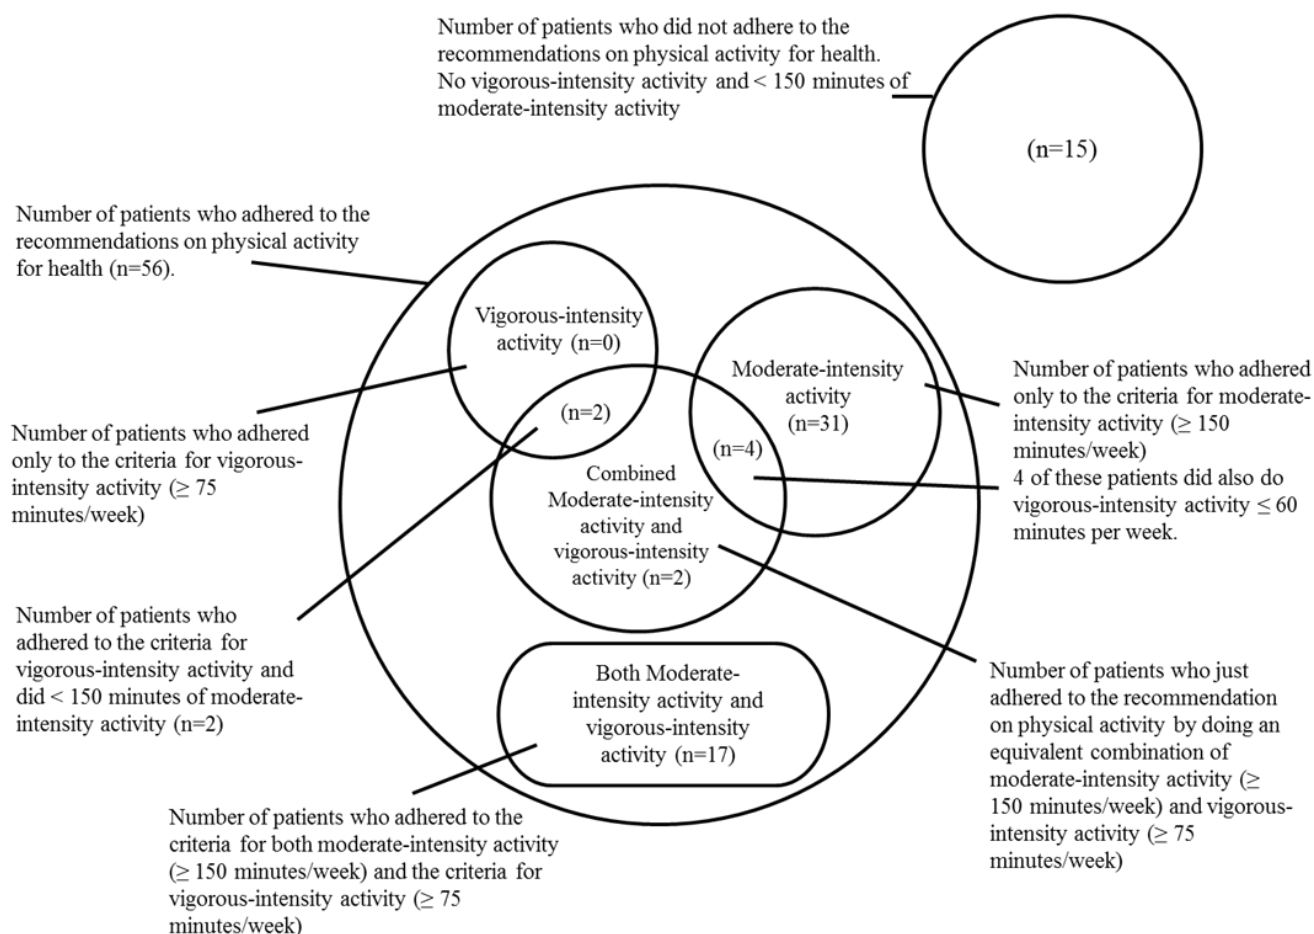 Number of patients who did not adhere to the
recommendations on physical activity for health.
No vigorous-intensity activity and < 150 minutes of
moderate-intensity activity
(n=15)
Number of patients who adhered to the
recommendations on physical activity
for health (n=56).
Vigorous-intensity
activity (n=0)
Moderate-intensity
activity
(n=31)
(n=2)
(n=4)
Combined
Moderate-intensity
activity and
vigorous-intensity
activity (n=2)
Number of patients who adhered
only to the criteria for moderate-
intensity activity (≥ 150
minutes/week)
4 of these patients did also do
vigorous-intensity activity ≤ 60
minutes per week.
Number of patients who adhered
only to the criteria for vigorous-
intensity activity (≥ 75
minutes/week)
Number of patients who
adhered to the criteria for
vigorous-intensity activity and
did < 150 minutes of moderate-
intensity activity (n=2)
Both Moderate-
intensity activity and
vigorous-intensity
activity (n=17)
Number of patients who just
adhered to the recommendation
on physical activity by doing an
equivalent combination of
moderate-intensity activity (≥
150 minutes/week) and vigorous-
intensity activity (≥ 75
minutes/week)
Number of patients who adhered to the
criteria for both moderate-intensity activity
(≥ 150 minutes/week) and the criteria for
vigorous-intensity activity (≥ 75
minutes/week)